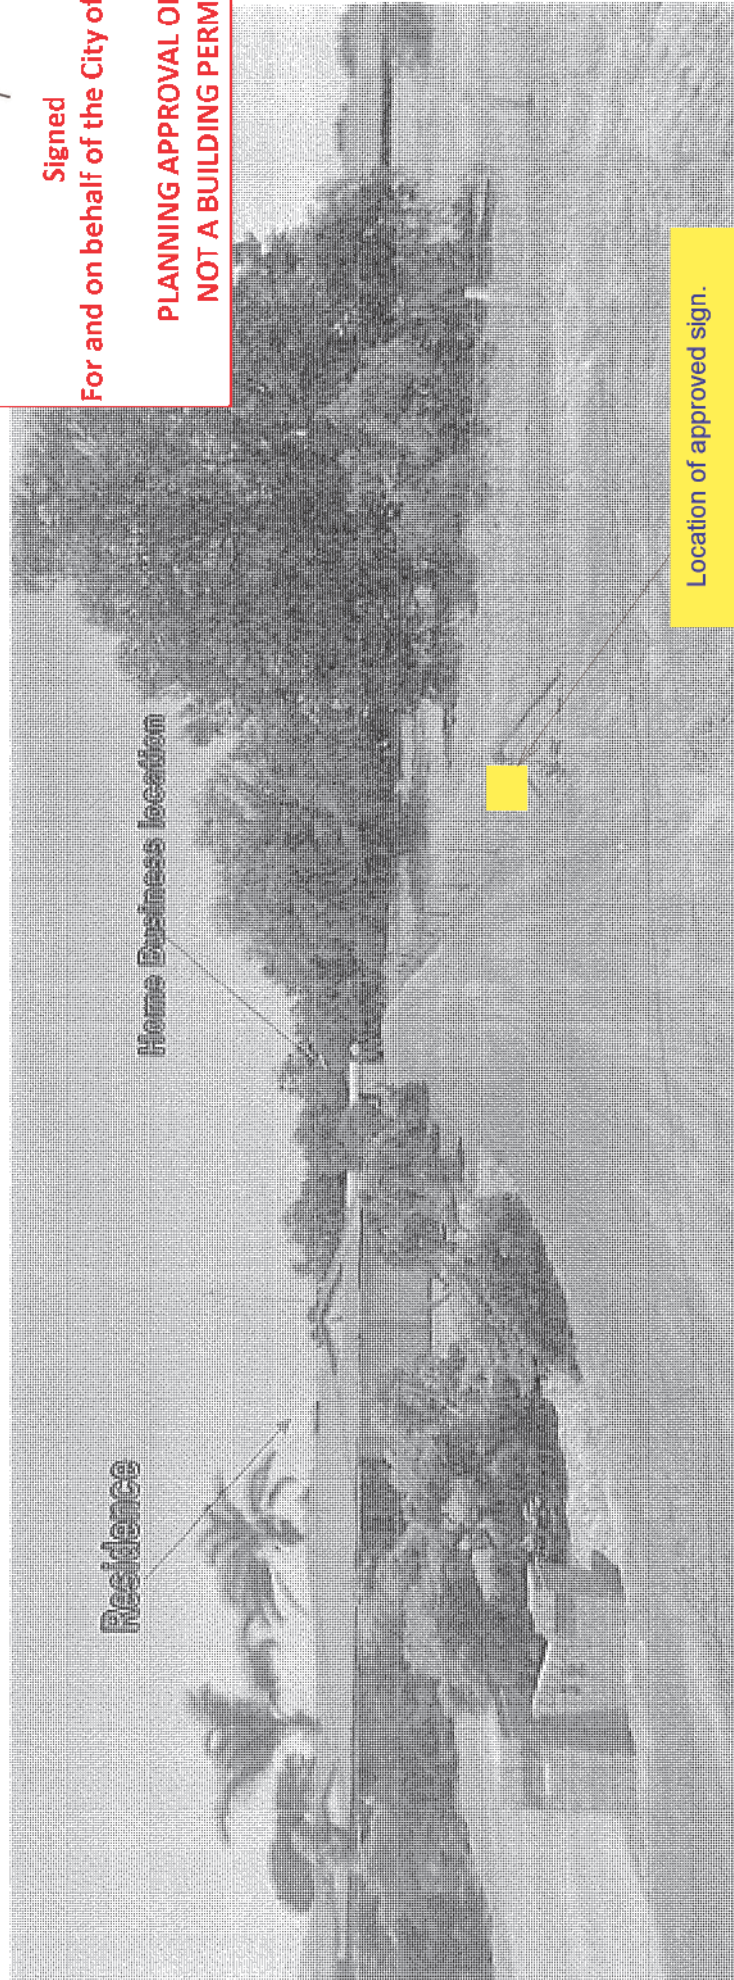 Signed
For and on behalf of the City of
PLANNING APPROVAL
NOT A BUILDING
Residence
Home Business location
Location of approved sign.